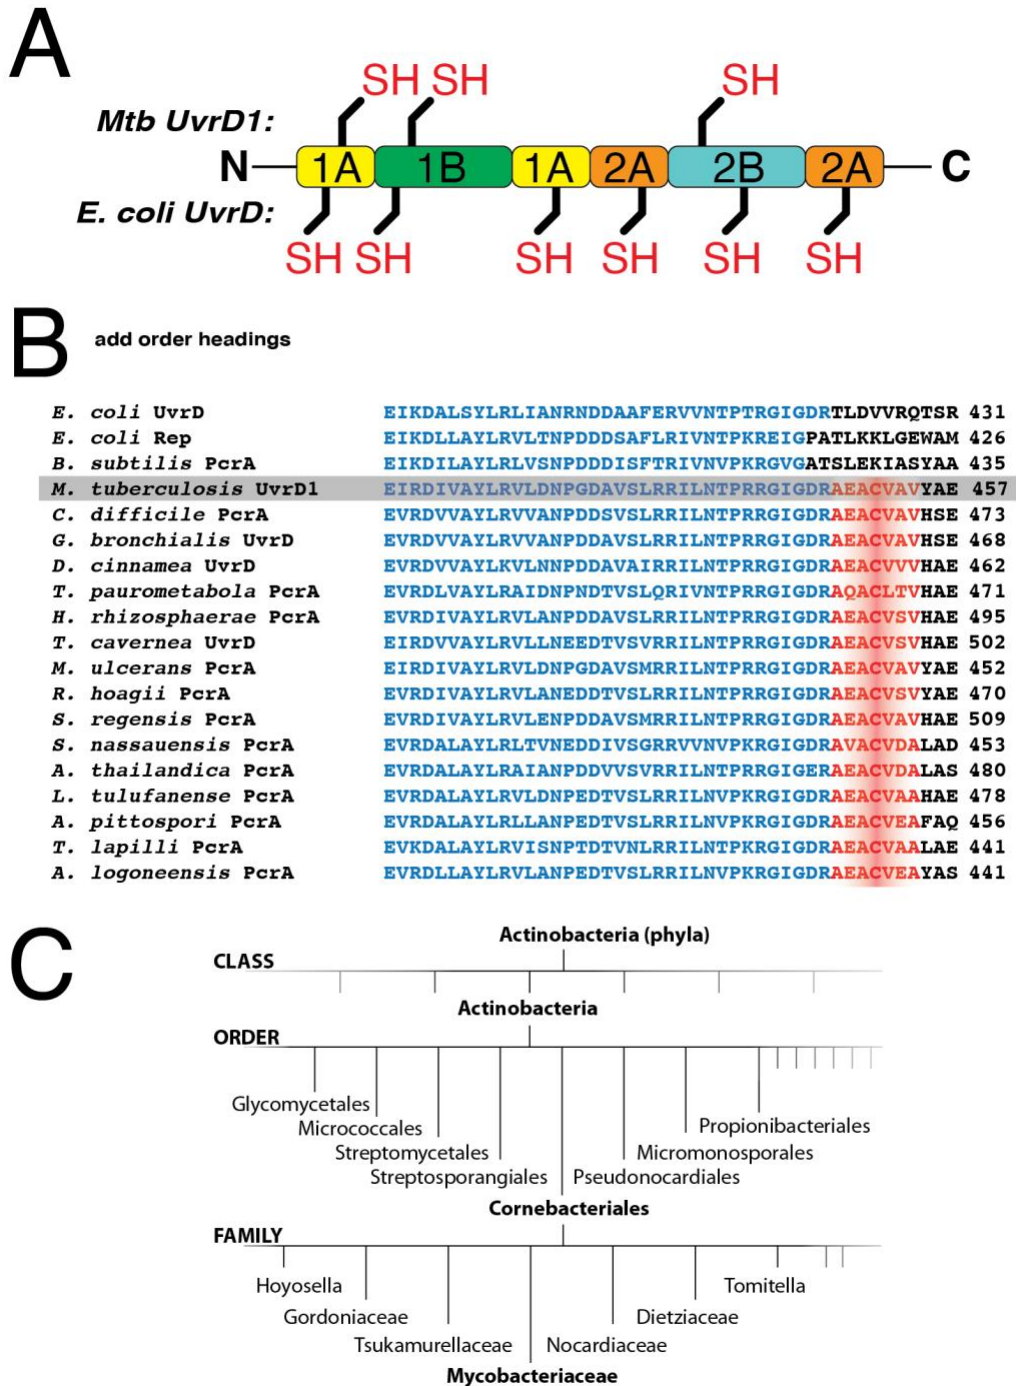 A
SH SH SH
Mtb UvrD1:
N 1A 1B 1A 2A 2B 2A C
E. coli UvrD:
SH SH SH SH SH SH
B add order headings
E. coli UvrD EIKDALSYLRLIANRNDDAAFERVVNTPTRGIGDRTLDVVRQTSR 431
E. coli Rep EIKDLLAYLRVLTNPDDDSAFLRIVNTPKREIGPATLKKLGEWAM 426
B. subtilis PcrA EIKDILAYLRLVSNPDDDISFTRIVNVPKRGVGATSLEKIASYAA 435
M. tuberculosis UvrD1 EIRDIVAYLRVLDNPGDAVSLRRILNTPRRGIGDRAEACVAVYAE 457
C. difficile PcrA EVRDVVAYLRVVANPDDSVSLRRILNTPRRGIGDRAEACVAVHSE 473
G. bronchialis UvrD EVRDVVAYLRVVANPDDAVSLRRILNTPRRGIGDRAEACVAVHSE 468
D. cinnamea UvrD EVRDVVAYLKVLNNPDDAVAIRRILNTPRRGIGDRAEACVVVHAE 462
T. paurometabola PcrA EVRDLVAYLRAIDNPNDTVSLQRIVNTPRRGIGDRAQACLTVHAE 471
H. rhizosphaerae PcrA EVRDIVAYLRVLANPDDAVSLRRILNTPRRGIGDRAEACVSVHAE 495
T. cavernea UvrD EIRDVVAYLRVLLNEEDTVSVRRILNTPRRGIGDRAEACVSVHAE 502
M. ulcerans PcrA EIRDIVAYLRVLDNPGDAVSMRRILNTPRRGIGDRAEACVAVYAE 452
R. hoagii PcrA EVRDIVAYLRVLANEDDTVSLRRILNTPRRGIGDRAEACVSVYAE 470
S. regensis PcrA EVRDIVAYLRVLENPDDAVSMRRILNTPRRGIGDRAEACVAVHAE 509
S. nassauensis PcrA EVRDALAYLRLTVNEDDIVSGRRVVNVPKRGIGDRAVACVDALAD 453
A. thailandica PcrA EVRDALAYLRAIANPDDVVSVRRILNTPRRGIGERAEACVDALAS 480
L. tulufanense PcrA EVRDALAYLRVLDNPEDTVSLRRILNVPKRGIGDRAEACVAAHAE 478
A. pittospori PcrA EVRDALAYLRLLANPEDTVSLRRILNVPKRGIGDRAEACVEAFAQ 456
T. lapilli PcrA EVKDALAYLRVISNPTDTVNLRRILNVPKRGIGDRAEACVAALAE 441
A. logoneensis PcrA EVRDLLAYLRVLANPEDTVSLRRILNVPKRGIGDRAEACVEAYAS 441
C
Actinobacteria (phyla)
CLASS
Actinobacteria
ORDER
Glycomycetales
Micrococcales Propionibacteriales
Streptomycetales Micromonosporales
Streptosporangiales Pseudonocardiales
Cornebacteriales
FAMILY
Hoyosella Tomitella
Gordoniaceae Dietziaceae
Tsukamurellaceae Nocardiaceae
Mycobacteriaceae